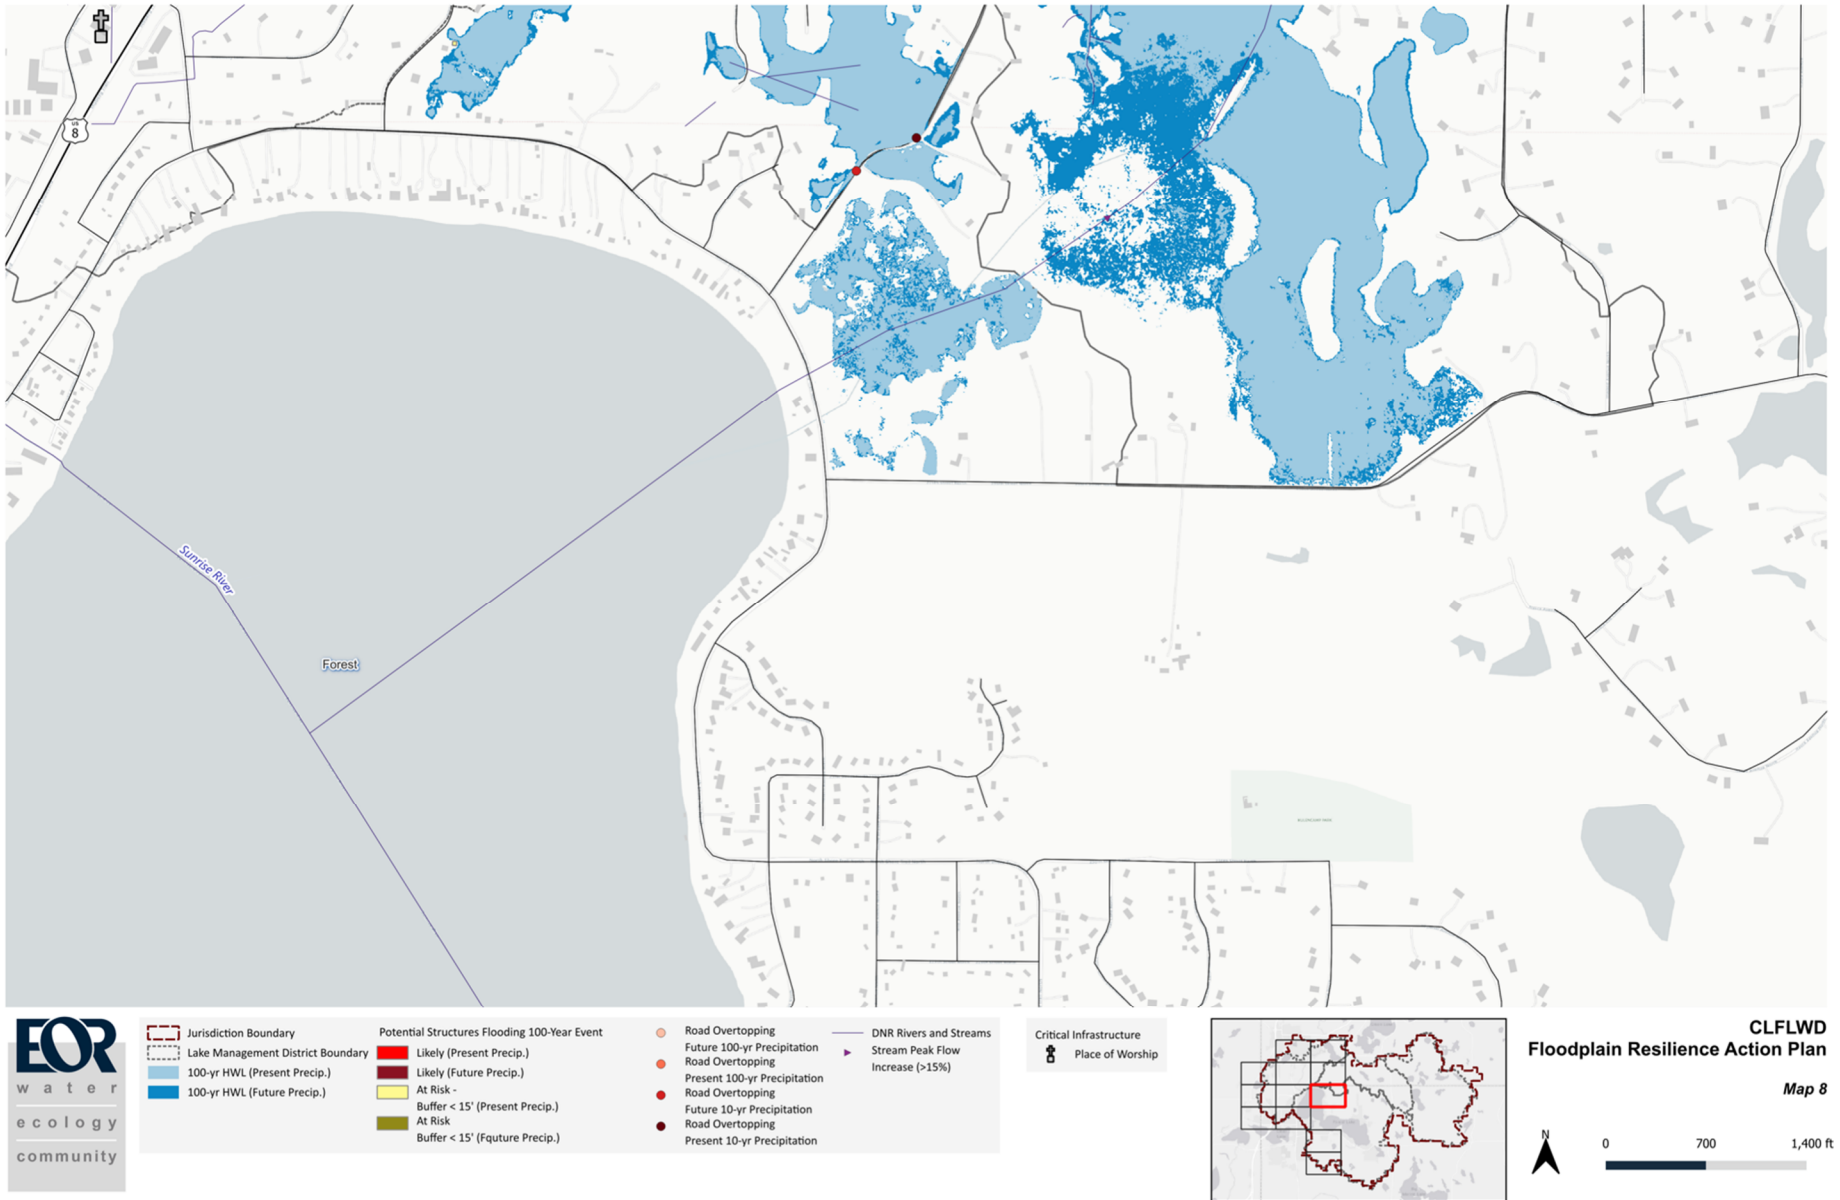 US
8
Sunrise River
Forest
EOR
water
ecology
community
Jurisdiction Boundary
Lake Management District Boundary
100-yr HWL (Present Precip.)
100-yr HWL (Future Precip.)
Potential Structures Flooding 100-Year Event
Likely (Present Precip.)
Likely (Future Precip.)
At Risk -
Buffer < 15' (Present Precip.)
At Risk
Buffer < 15' (Fquture Precip.)
Road Overtopping
Future 100-yr Precipitation
Road Overtopping
Present 100-yr Precipitation
Road Overtopping
Future 10-yr Precipitation
Road Overtopping
Present 10-yr Precipitation
DNR Rivers and Streams
Stream Peak Flow
Increase (>15%)
Critical Infrastructure
Place of Worship
CLFLWD
Floodplain Resilience Action Plan
Map 8
N
0 700 1,400 ft